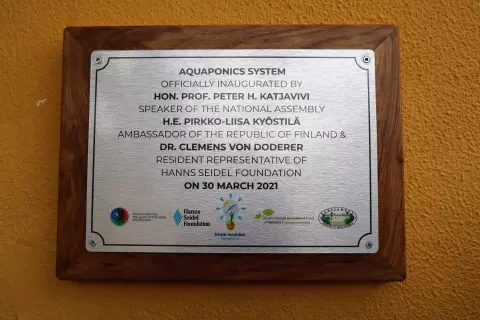 AQUAPONICS SYSTEM
OFFICIALLY INAUGURATED BY
HON. PROF. PETER H. KATJAVIVI
SPEAKER OF THE NATIONAL ASSEMBLY
H.E. PIRKKO-LIISA KYÖSTILÄ
AMBASSADOR OF THE REPUBLIC OF FINLAND &
DR. CLEMENS VON DODERER
RESIDENT REPRESENTATIVE OF
HANNS SEIDEL FOUNDATION
ON 30 MARCH 2021
Hanns
Seidel
Foundation